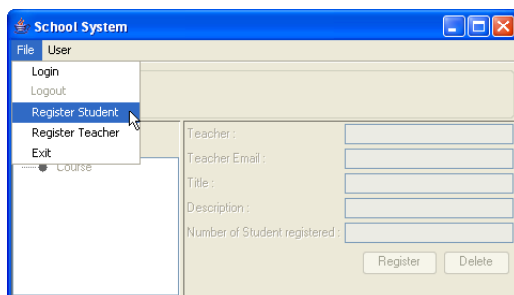 School System
File User
Login
Logout
Register Student
Register Teacher
Exit
Course
Teacher :
Teacher Email :
Title :
Description :
Number of Student registered :
Register Delete